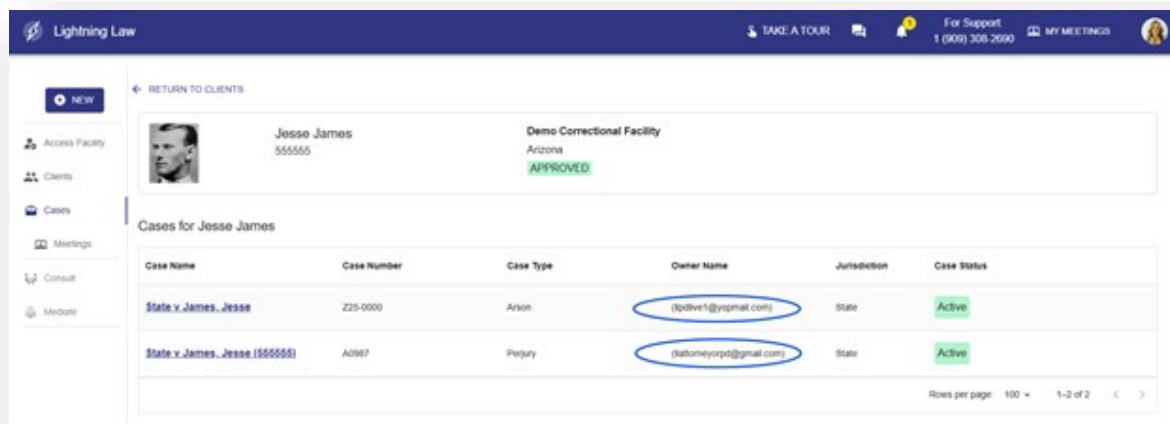 Lightning Law
TAKE A TOUR
1
For Support
1 (909) 308-2690
MY MEETINGS
NEW
RETURN TO CLIENTS
Access Facility
Clients
Cases
Meetings
Consult
Mediate
Jesse James
555555
Demo Correctional Facility
Arizona
APPROVED
Cases for Jesse James
Case Name Case Number Case Type Owner Name Jurisdiction Case Status
State v James, Jesse Z25-0000 Arson State Active
State v James, Jesse (555555) A0987 Perjury State Active
Rows per page: 100 1–2 of 2